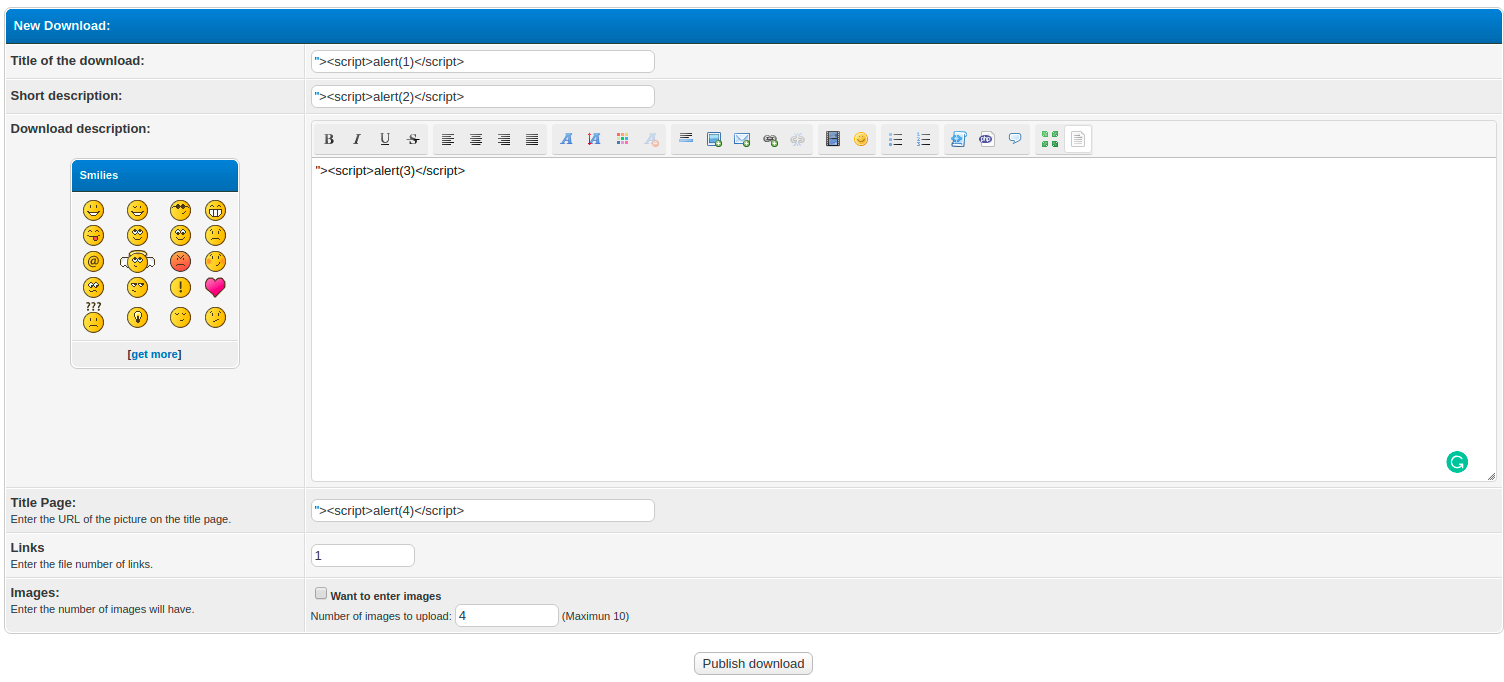 New Download:
Title of the download:
"><script>alert(1)</script>
Short description:
"><script>alert(2)</script>
Download description:
B I U S
"><script>alert(3)</script>
Smilies
@
!
???
[get more]
Title Page:
Enter the URL of the picture on the title page.
"><script>alert(4)</script>
Links
Enter the file number of links.
1
Images:
Enter the number of images will have.
Want to enter images
Number of images to upload: 4 (Maximun 10)
Publish download